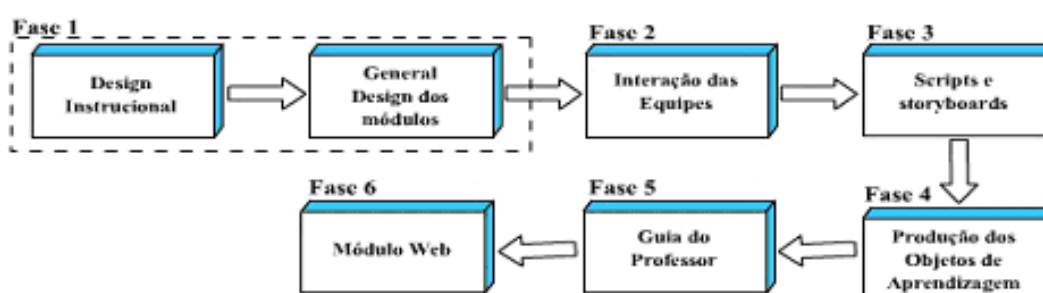 Fase 1
Design
Instrucional
General
Design dos
módulos
Fase 2
Interação das
Equipes
Fase 3
Scripts e
storyboards
Fase 4
Produção dos
Objetos de
Aprendizagem
Fase 5
Guia do
Professor
Fase 6
Módulo Web